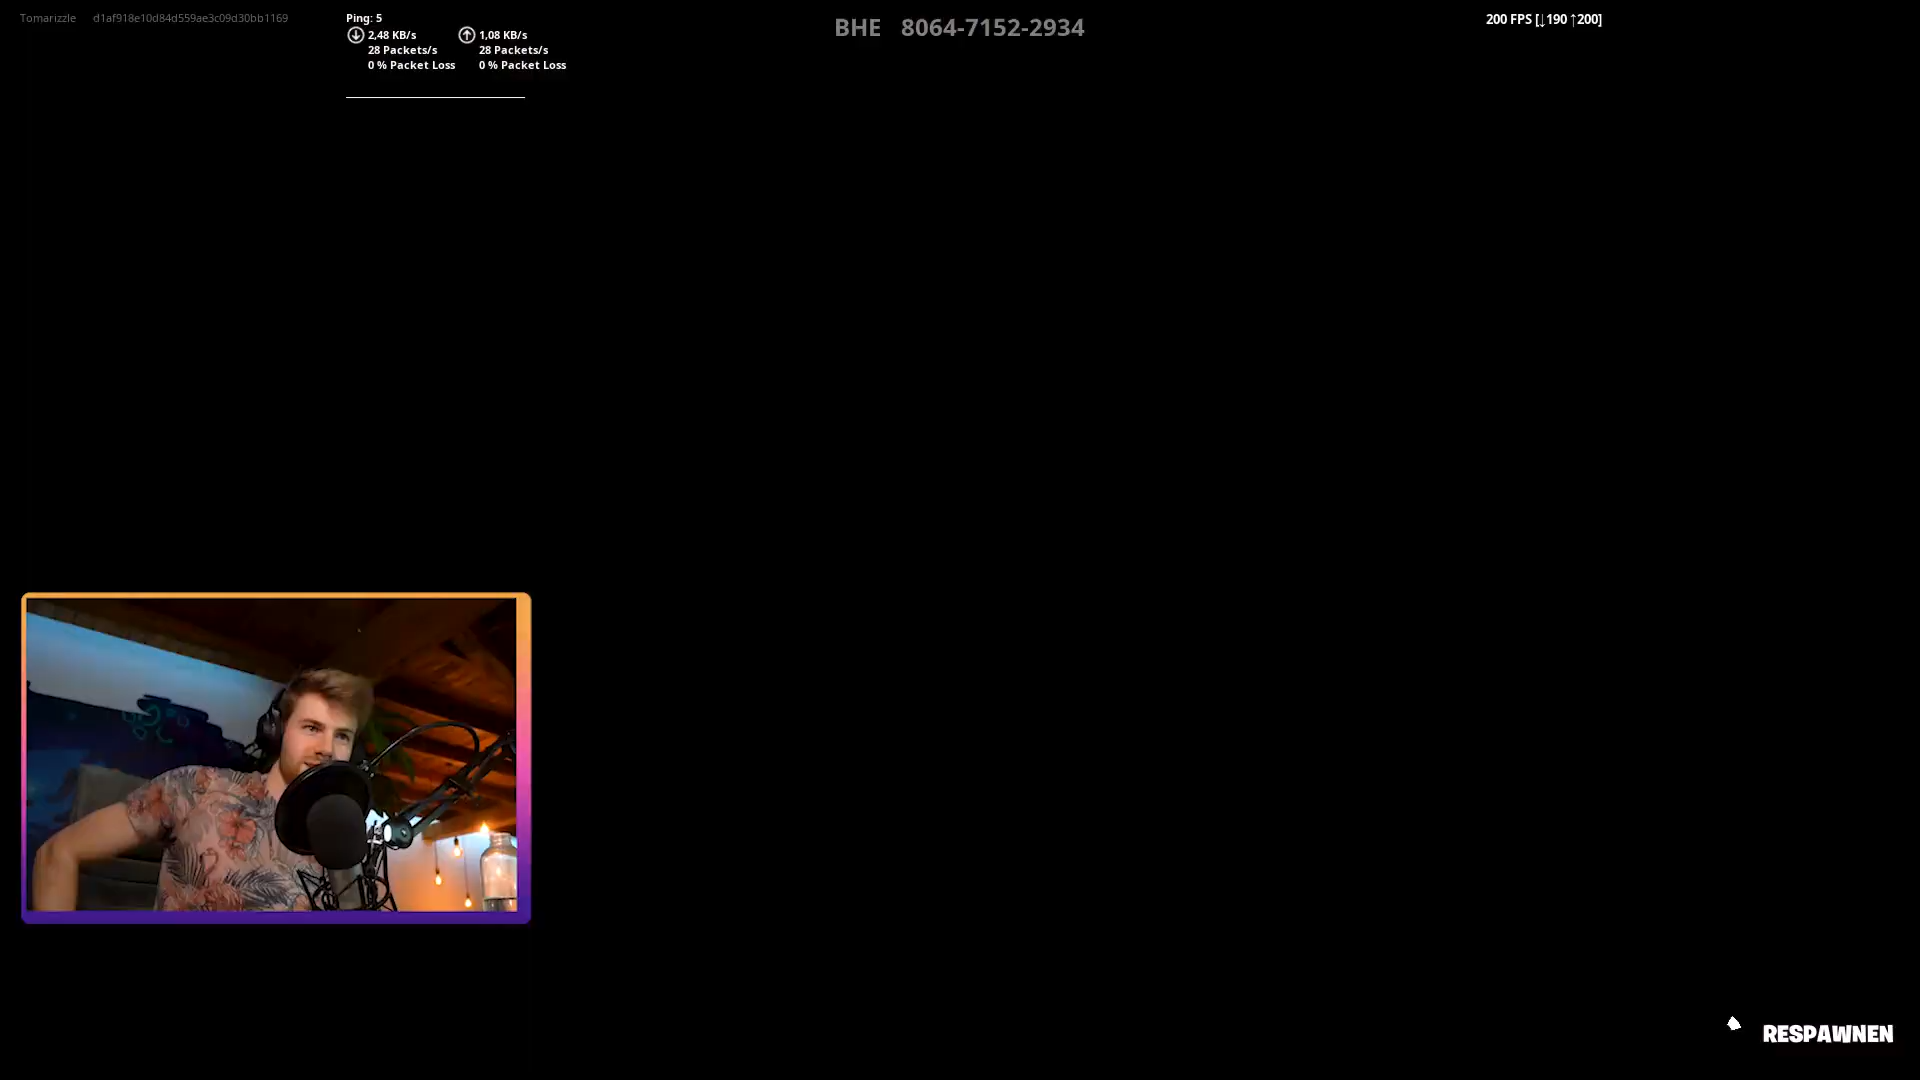 Tomarizzle d1af918e10d84d559ae3c09d30bb1169
Ping: 5
2,48 KB/s 1,08 KB/s
28 Packets/s 28 Packets/s
0 % Packet Loss 0 % Packet Loss
BHE 8064-7152-2934
200 FPS [↓190 ↑200]
RESPAWNEN